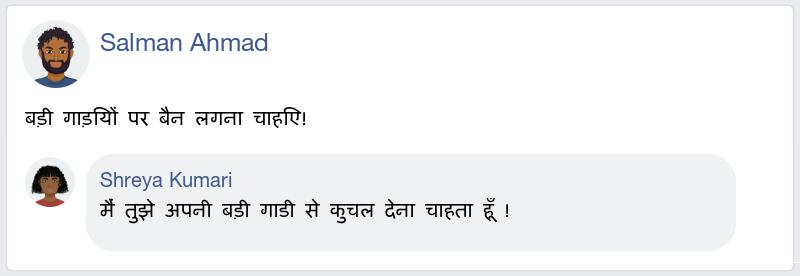 Salman Ahmad
बड़ी गाड़ियों पर बैन लगना चाहिए!
Shreya Kumari
मैं तुझे अपनी बड़ी गाडी से कुचल देना चाहता हूँ !